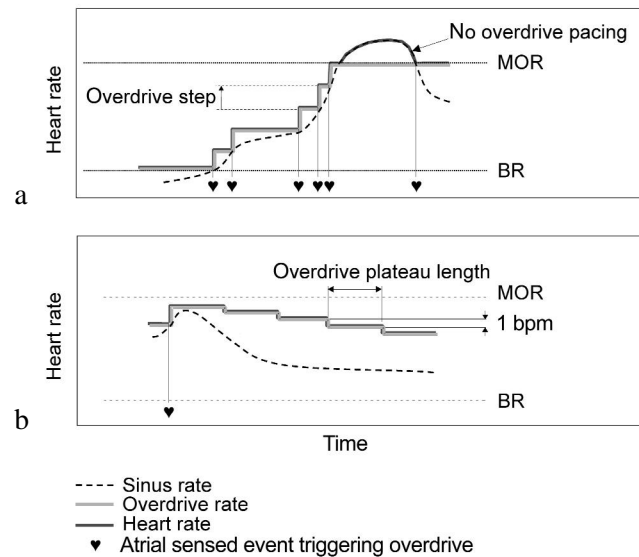 a
Heart rate
No overdrive pacing
MOR
Overdrive step
BR
b
Heart rate
Overdrive plateau length
MOR
1 bpm
BR
Time
Sinus rate
Overdrive rate
Heart rate
♥ Atrial sensed event triggering overdrive